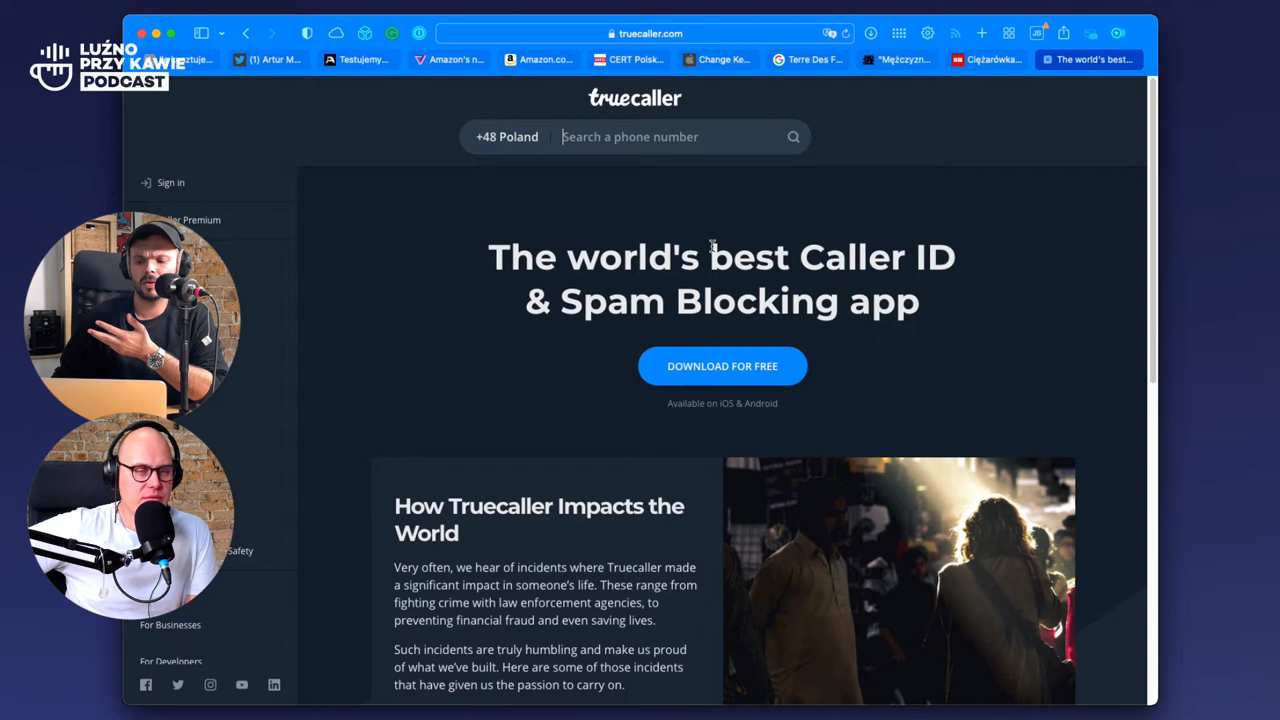 LUŹNO
PRZY KAWIE
PODCAST
truecaller.com
Artur M...
Testujemy...
Amazon's n...
Amazon.co...
CERT Polsk...
Change Ke...
Terre Des F...
"Mężczyzn...
Ciężarówka...
The world's best...
truecaller
+48 Poland
Search a phone number
Sign in
Premium
The world's best Caller ID
& Spam Blocking app
DOWNLOAD FOR FREE
Available on iOS & Android
How Truecaller Impacts the
World
Very often, we hear of incidents where Truecaller made
a significant impact in someone's life. These range from
fighting crime with law enforcement agencies, to
preventing financial fraud and even saving lives.
Such incidents are truly humbling and make us proud
of what we've built. Here are some of those incidents
that have given us the passion to carry on.
Safety
For Businesses
For Developers